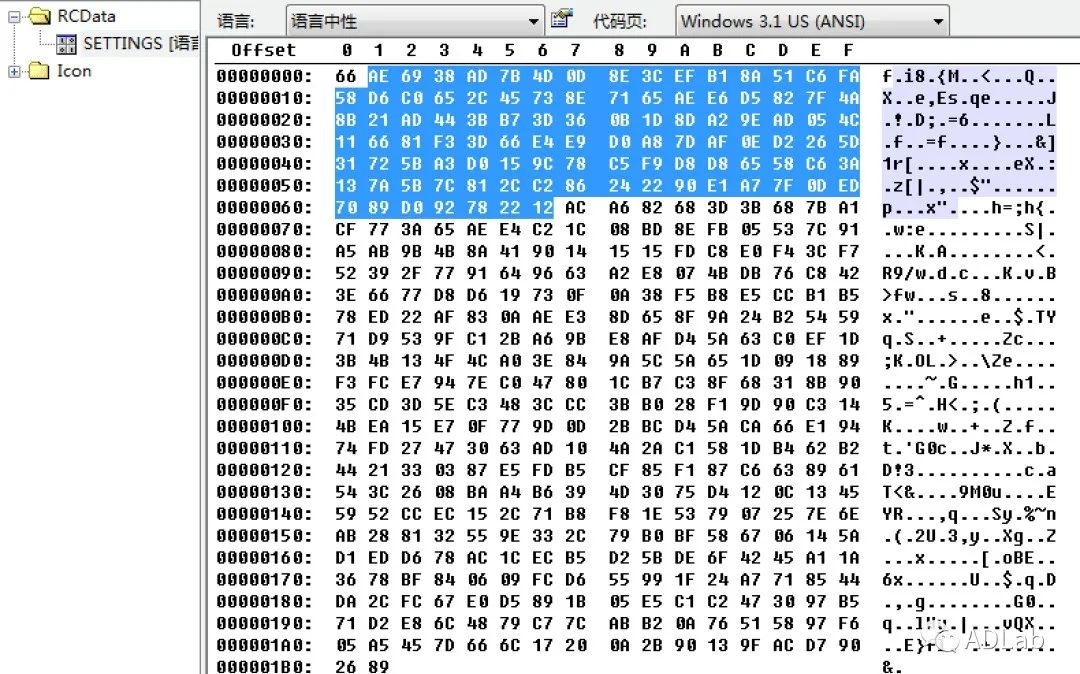 RCData
SETTINGS [语言
Icon
语言: 语言中性 代码页: Windows 3.1 US (ANSI)
Offset 0 1 2 3 4 5 6 7 8 9 A B C D E F
00000000: 66 AE 69 38 AD 7B 4D 0D 8E 3C EF B1 8A 51 C6 FA f.i8.{M..<...Q..
00000010: 58 D6 C0 65 2C 45 73 8E 71 65 AE E6 D5 82 7F 4A X..e,Es.qe.....J
00000020: 8B 21 AD 44 3B B7 3D 36 0B 1D 8D A2 9E AD 05 4C .!.D;.=6.......L
00000030: 11 66 81 F3 3D 66 E4 E9 D0 A8 7D AF 0E D2 26 5D .f..=f....}...&]
00000040: 31 72 5B A3 D0 15 9C 78 C5 F9 D8 D8 65 58 C6 3A 1r[....x....eX.:
00000050: 13 7A 5B 7C 81 2C C2 86 24 22 90 E1 A7 7F 0D ED .z[|.,..$"......
00000060: 70 89 D0 92 78 22 12 AC A6 82 68 3D 3B 68 7B A1 p...x"....h=;h{.
00000070: CF 77 3A 65 AE E4 C2 1C 08 BD 8E FB 05 53 7C 91 .w:e.........S|.
00000080: A5 AB 9B 4B 8A 41 90 14 15 15 FD C8 E0 F4 3C F7 ...K.A........<.
00000090: 52 39 2F 77 91 64 96 63 A2 E8 07 4B DB 76 C8 42 R9/w.d.c...K.v.B
000000A0: 3E 66 77 D8 D6 19 73 0F 0A 38 F5 B8 E5 CC B1 B5 >fw...s..8......
000000B0: 78 ED 22 AF 83 0A AE E3 8D 65 8F 9A 24 B2 54 59 x."......e..$.TY
000000C0: 71 D9 53 9F C1 2B A6 9B E8 AF D4 5A 63 C0 EF 1D q.S..+.....Zc...
000000D0: 3B 4B 13 4F 4C A0 3E 84 9A 5C 5A 65 1D 09 18 89 ;K.OL.>..\Ze....
000000E0: F3 FC E7 94 7E C0 47 80 1C B7 C3 8F 68 31 8B 90 ....~.G.....h1..
000000F0: 35 CD 3D 5E C3 48 3C CC 3B B0 28 F1 9D 90 C3 14 5.=^.H<.;.(.....
00000100: 4B EA 15 E7 0F 77 9D 0D 2B BC D4 5A CA 66 E1 94 K....w..+..Z.f..
00000110: 74 FD 27 47 30 63 AD 10 4A 2A C1 58 1D B4 62 B2 t.'G0c..J*.X..b.
00000120: 44 21 33 03 87 E5 FD B5 CF 85 F1 87 C6 63 89 61 D!3..........c.a
00000130: 54 3C 26 08 BA A4 B6 39 4D 30 75 D4 12 0C 13 45 T<&....9M0u....E
00000140: 59 52 CC EC 15 2C 71 B8 F8 1E 53 79 07 25 7E 6E YR...,q...Sy.%~n
00000150: AB 28 81 32 55 9E 33 2C 79 B0 BF 58 67 06 14 5A .(.2U.3,y..Xg..Z
00000160: D1 ED D6 78 AC 1C EC B5 D2 5B DE 6F 42 45 A1 1A ...x.....[.oBE..
00000170: 36 78 BF 84 06 09 FC D6 55 99 1F 24 A7 71 85 44 6x......U..$.q.D
00000180: DA 2C FC 67 E0 D5 89 1B 05 E5 C1 C2 47 30 97 B5 .,.g........G0..
00000190: 71 D2 E8 6C 48 79 C7 7C AB B2 0A 76 51 58 97 F6 q..lHy.|...vQX..
000001A0: 05 A5 45 7D 66 6C 17 20 0A 2B 90 13 9F AC D7 90 ..E}f
000001B0: 26 89 &.
ADLab